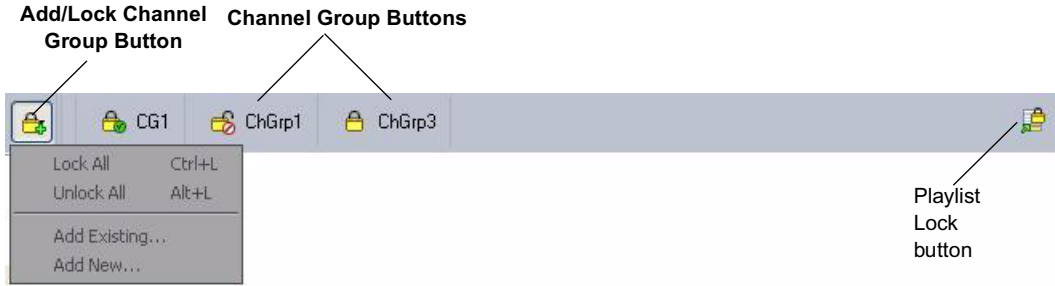 Add/Lock Channel
Group Button
Channel Group Buttons
CG1
ChGrp1
ChGrp3
Lock All Ctrl+L
Unlock All Alt+L
Add Existing...
Add New...
Playlist
Lock
button